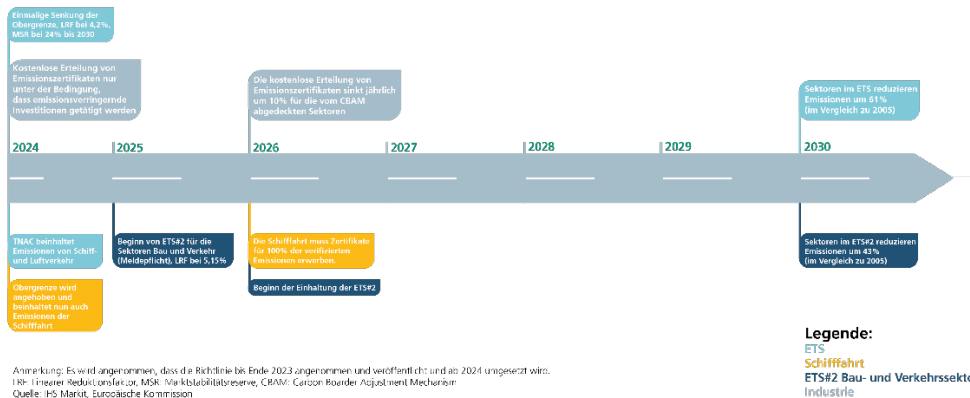 Einmalige Senkung der
Obergrenze, LRF bei 4,2%,
MSR bei 24% bis 2030
Kostenlose Erteilung von
Emissionszertifikaten nur
unter der Bedingung,
dass emissionsverringernde
Investitionen getätigt werden
Die kostenlose Erteilung von
Emissionszertifikaten sinkt jährlich
um 10% für die vom CBAM
abgedeckten Sektoren
Sektoren im ETS reduzieren
Emissionen um 61%
(im Vergleich zu 2005)
2024
2025
2026
2027
2028
2029
2030
TNAC beinhaltet
Emissionen von Schiff-
und Luftverkehr
Obergrenze wird
angehoben und
beinhaltet nun auch
Emissionen der
Schifffahrt
Beginn von ETS#2 für die
Sektoren Bau und Verkehr
(Meldepflicht), LRF bei 5,15%
Die Schifffahrt muss Zertifikate
für 100% der verifizierten
Emissionen erwerben.
Beginn der Einhaltung der ETS#2
Sektoren im ETS#2 reduzieren
Emissionen um 43%
(im Vergleich zu 2005)
Legende:
ETS
Schifffahrt
ETS#2 Bau- und Verkehrssekto
Industrie
Anmerkung: Es wird angenommen, dass die Richtlinie bis Ende 2023 angenommen und veröffentlicht und ab 2024 umgesetzt wird.
LRF: Linearer Reduktionsfaktor, MSR: Marktstabilitätsreserve, CBAM: Carbon Boarder Adjustment Mechanism
Quelle: IHS Markit, Europäische Kommission